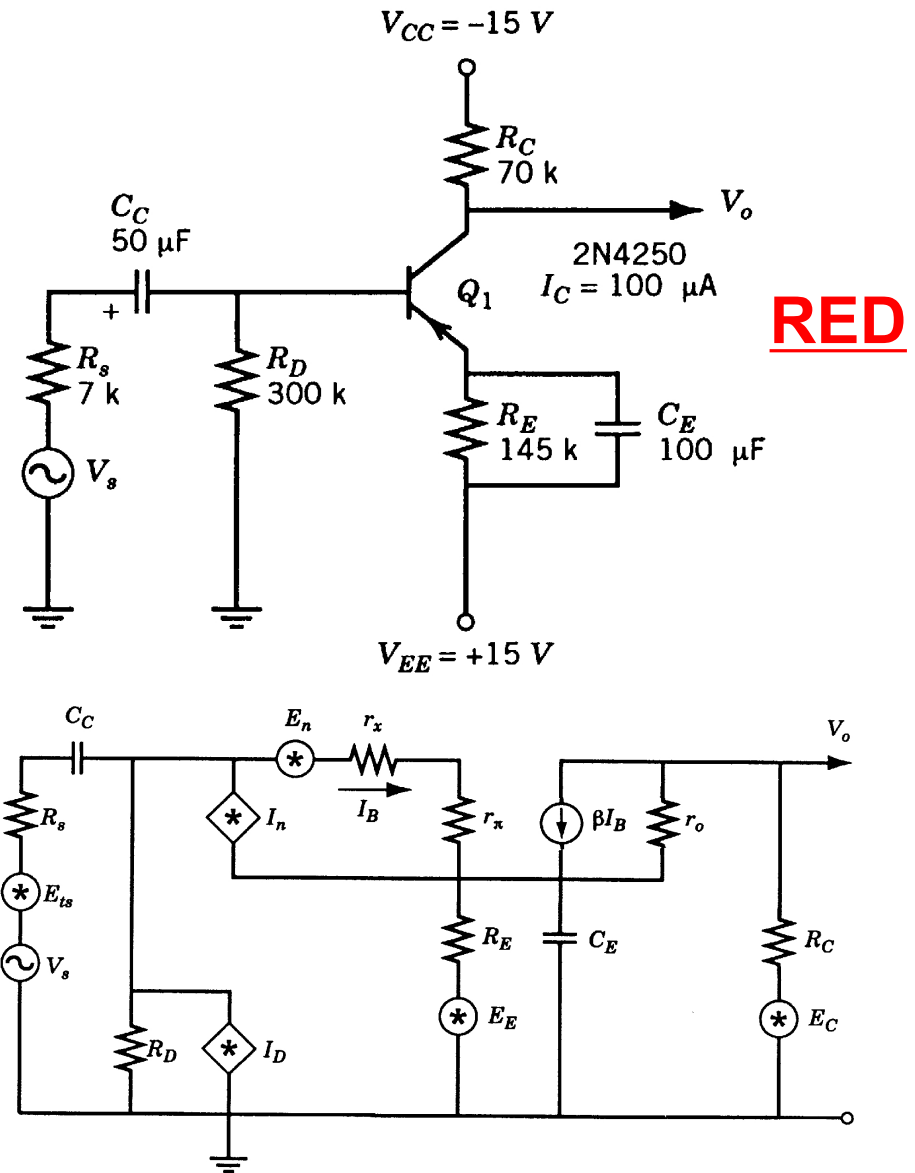 V_CC = -15 V
R_C
70 k
V_o
C_C
50 μF
2N4250
I_C = 100 μA
Q_1
+
RED
R_s
7 k
R_D
300 k
V_s
R_E
145 k
C_E
100 μF
V_EE = +15 V
C_C
E_n
r_x
V_o
I_B
R_s
I_n
r_π
βI_B
r_o
E_ts
R_E
C_E
R_C
V_s
E_E
E_C
R_D
I_D